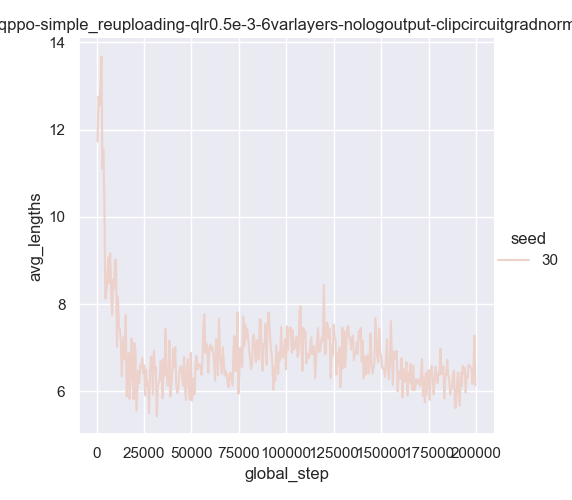 qppo-simple_reuploading-qlr0.5e-3-6varlayers-nologoutput-clipcircuitgradnorm
14
12
10
8
6
avg_lengths
0 25000 50000 75000 100000 125000 150000 175000 200000
global_step
seed
30